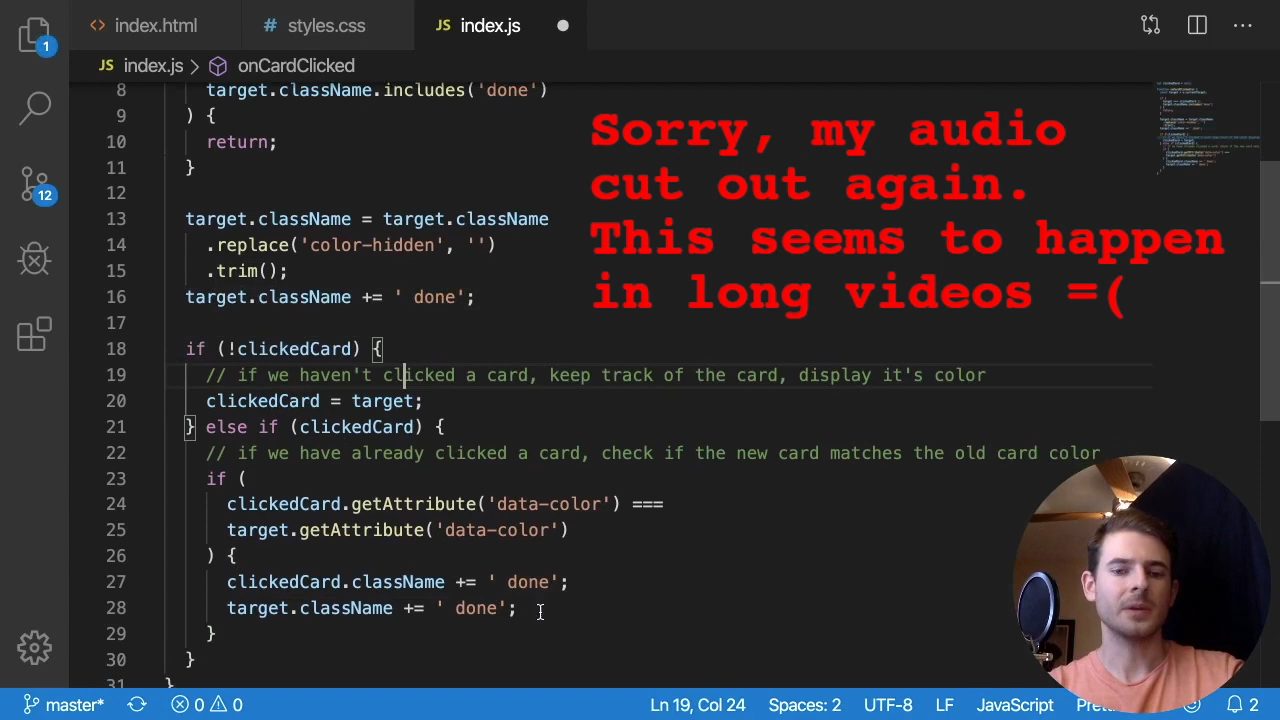 index.html
styles.css
JS index.js
1
JS index.js > onCardClicked
8 target.className.includes('done')
9 ) {
10 return;
11 }
12
13 target.className = target.className
14 .replace('color-hidden', '')
15 .trim();
16 target.className += ' done';
17
18 if (!clickedCard) {
19 // if we haven't clicked a card, keep track of the card, display it's color
20 clickedCard = target;
21 } else if (clickedCard) {
22 // if we have already clicked a card, check if the new card matches the old card color
23 if (
24 clickedCard.getAttribute('data-color') ===
25 target.getAttribute('data-color')
26 ) {
27 clickedCard.className += ' done';
28 target.className += ' done';
29 }
30 }
31 }
Sorry, my audio
cut out again.
This seems to happen
in long videos =(
12
master* 0 0 Ln 19, Col 24 Spaces: 2 UTF-8 LF JavaScript 2